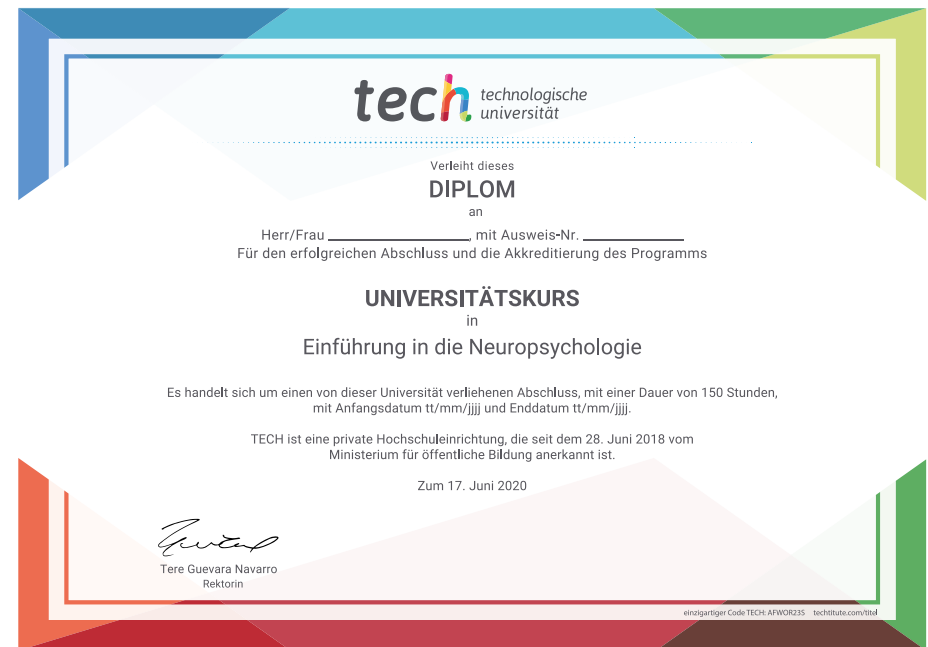 tech technologische
universität
Verleiht dieses
DIPLOM
an
Herr/Frau ____________________, mit Ausweis-Nr. ______________
Für den erfolgreichen Abschluss und die Akkreditierung des Programms
UNIVERSITÄTSKURS
in
Einführung in die Neuropsychologie
Es handelt sich um einen von dieser Universität verliehenen Abschluss, mit einer Dauer von 150 Stunden,
mit Anfangsdatum tt/mm/jjjj und Enddatum tt/mm/jjjj.
TECH ist eine private Hochschuleinrichtung, die seit dem 28. Juni 2018 vom
Ministerium für öffentliche Bildung anerkannt ist.
Zum 17. Juni 2020
Tere Guevara Navarro
Rektorin
einzigartiger Code TECH: AFWOR23S techtitute.com/titel